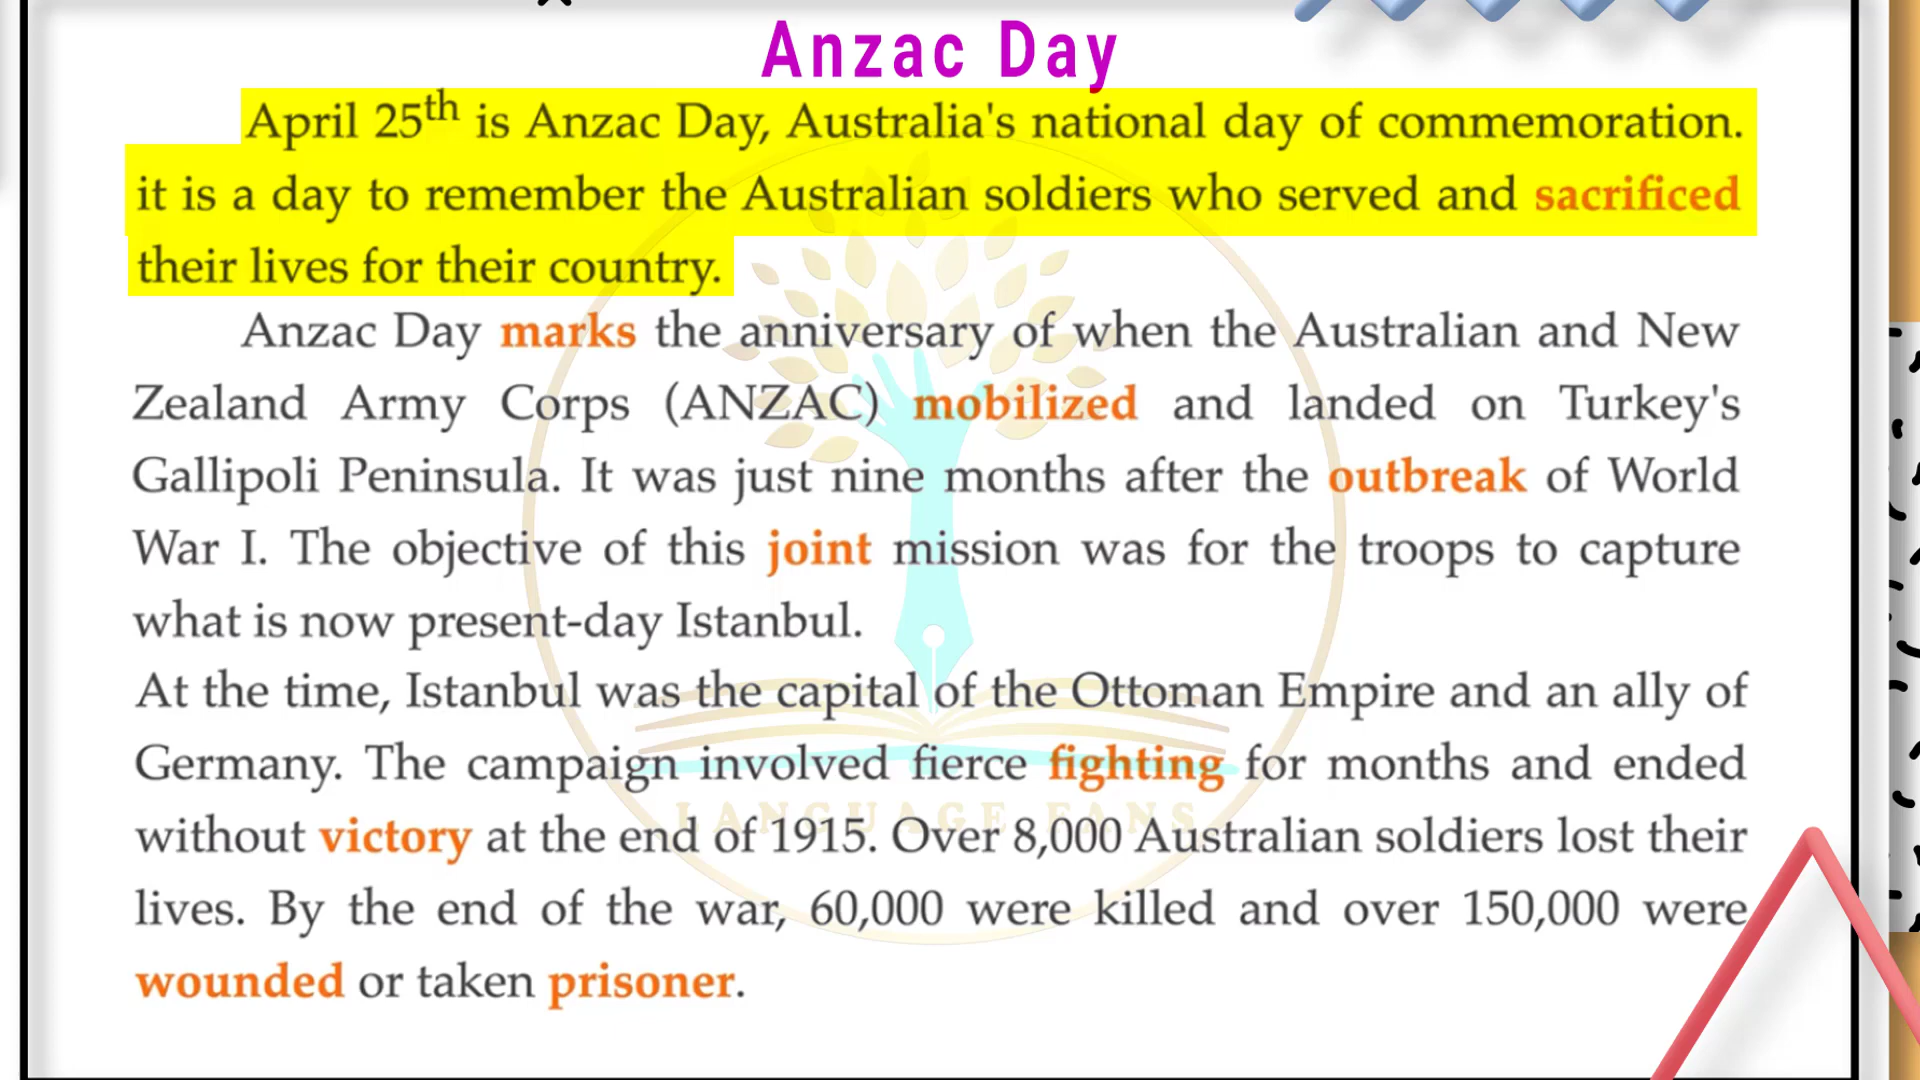 Anzac Day
April 25th is Anzac Day, Australia's national day of commemoration.
it is a day to remember the Australian soldiers who served and sacrificed
their lives for their country.
Anzac Day marks the anniversary of when the Australian and New
Zealand Army Corps (ANZAC) mobilized and landed on Turkey's
Gallipoli Peninsula. It was just nine months after the outbreak of World
War I. The objective of this joint mission was for the troops to capture
what is now present-day Istanbul.
At the time, Istanbul was the capital of the Ottoman Empire and an ally of
Germany. The campaign involved fierce fighting for months and ended
LANGUAGE FANS
without victory at the end of 1915. Over 8,000 Australian soldiers lost their
lives. By the end of the war, 60,000 were killed and over 150,000 were
wounded or taken prisoner.